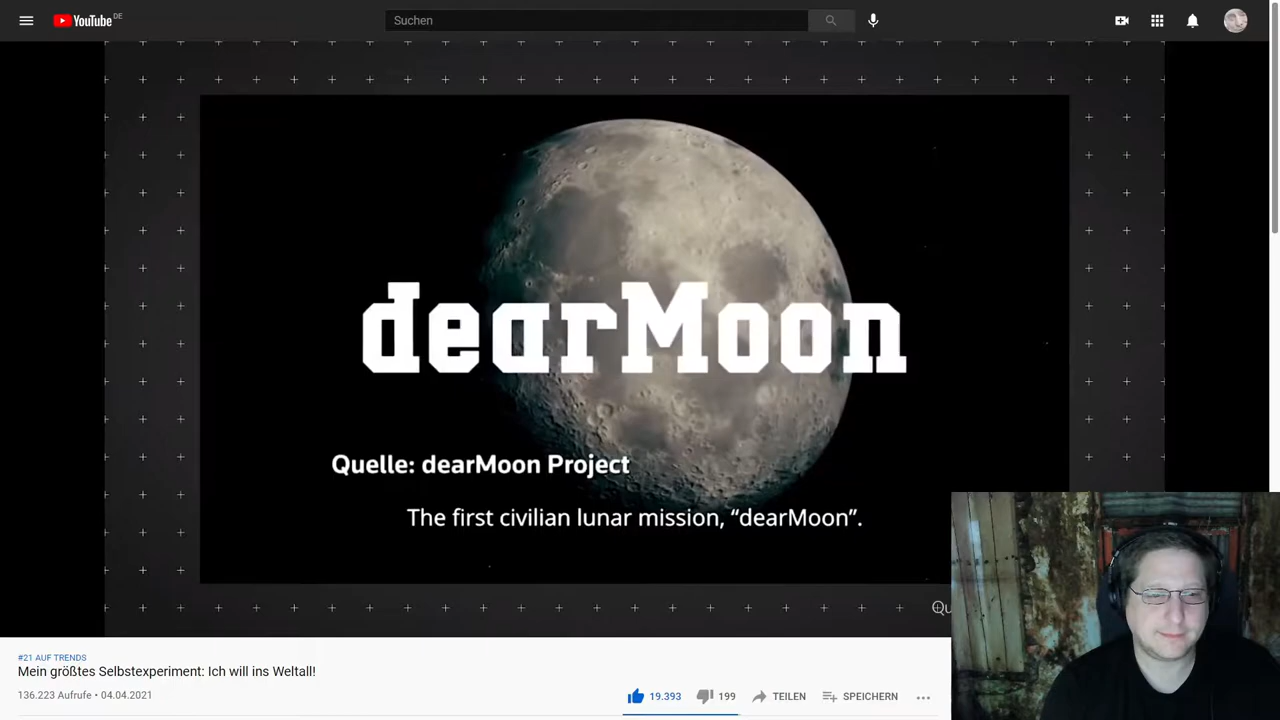 YouTube DE
Suchen
dearMoon
Quelle: dearMoon Project
The first civilian lunar mission, “dearMoon”.
#21 AUF TRENDS
Mein größtes Selbstexperiment: Ich will ins Weltall!
136.223 Aufrufe • 04.04.2021
19.393
199
TEILEN
SPEICHERN